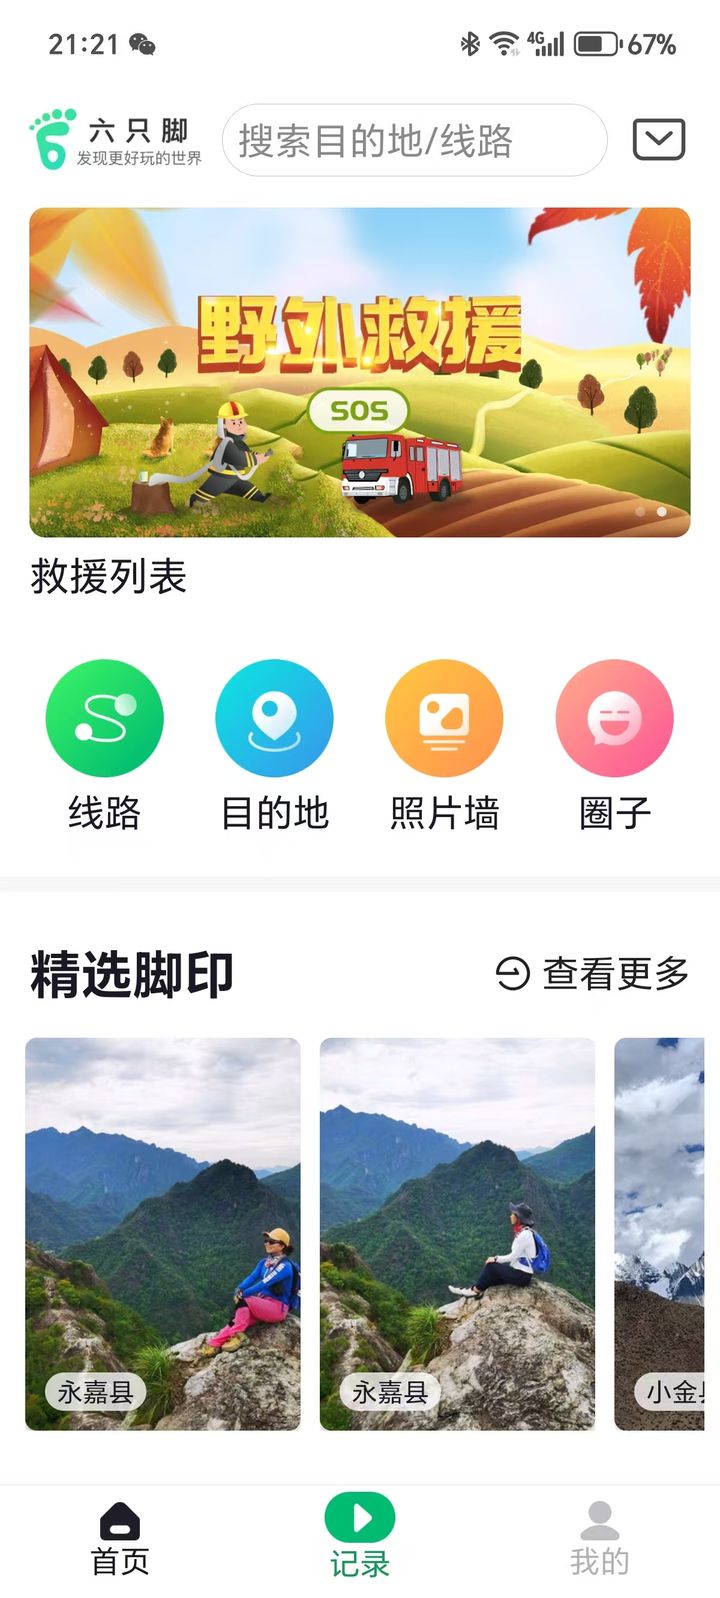 21:21
4G
67%
六只脚
发现更好玩的世界
搜索目的地/线路
野外救援
SOS
救援列表
线路
目的地
照片墙
圈子
精选脚印
查看更多
永嘉县
永嘉县
小金县
首页
记录
我的